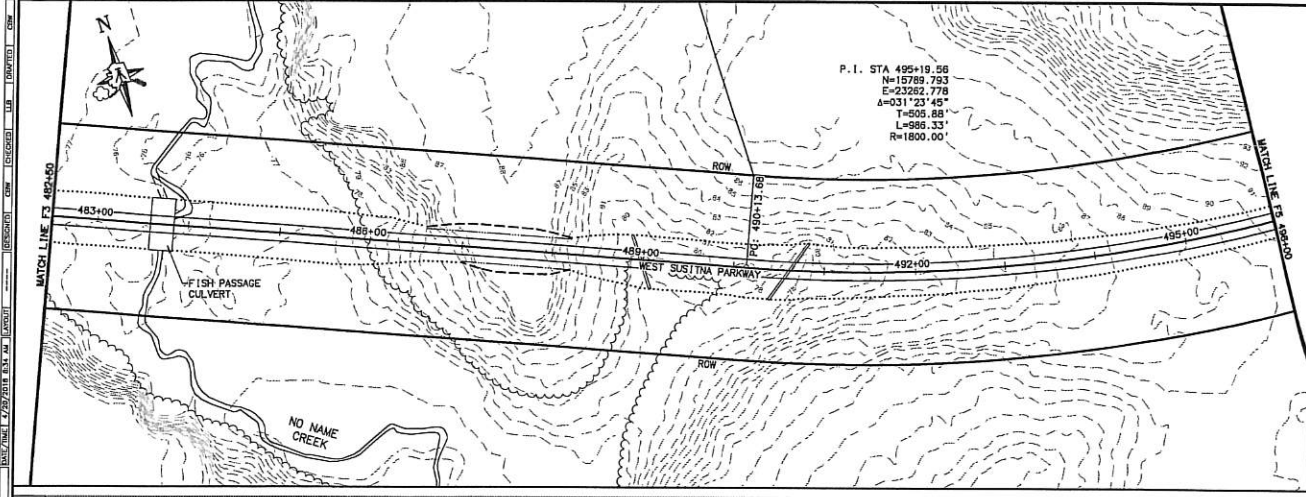 N
P.I. STA 495+19.56
N=15789.793
E=23262.778
Δ=031°23'45"
T=505.88'
L=986.33'
R=1800.00'
MATCH LINE F3 482+50
ROW
PC: 490+13.68
MATCH LINE F5 498+00
483+00
486+00
489+00
WEST SUSITNA PARKWAY
492+00
495+00
FISH PASSAGE
CULVERT
ROW
NO NAME
CREEK
DATE/TIME 4/20/2018 8:34 AM LAYOUT DESIGNED CBW CHECKED LLB DRAFTED CBW